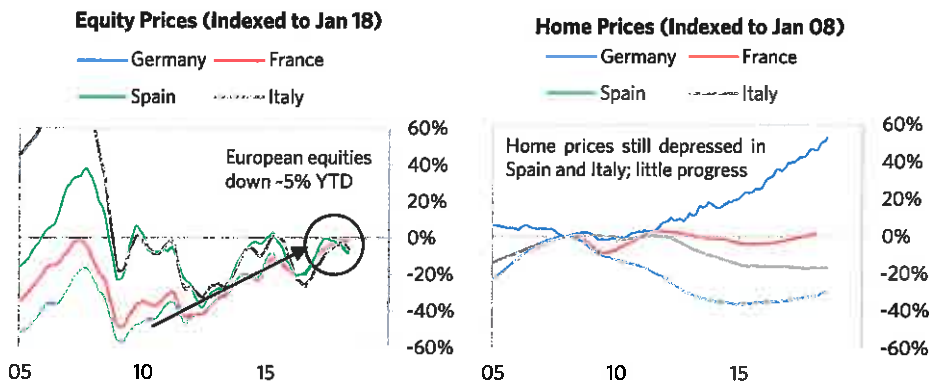 Equity Prices (Indexed to Jan 18)
Germany France
Spain Italy
60%
European equities
down ~5% YTD
40%
20%
0%
-20%
-40%
-60%
05 10 15
Home Prices (Indexed to Jan 08)
Germany France
Spain Italy
60%
Home prices still depressed in
Spain and Italy; little progress
40%
20%
0%
-20%
-40%
-60%
05 10 15